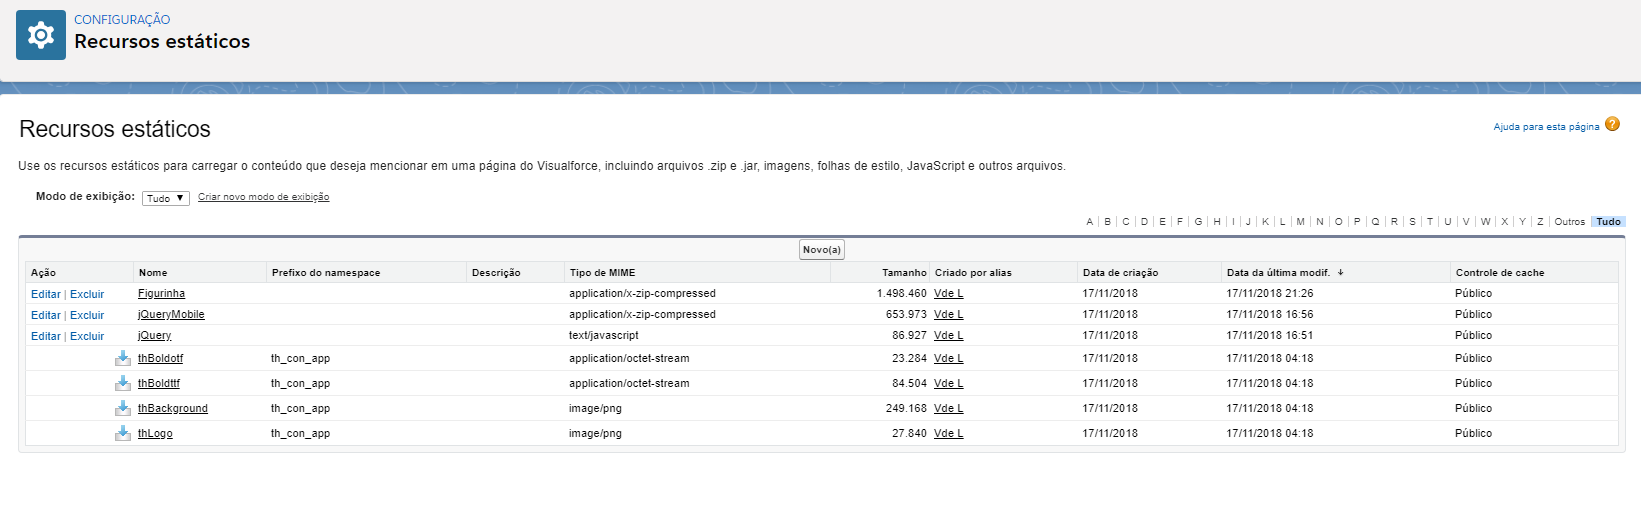 CONFIGURAÇÃO
Recursos estáticos
Recursos estáticos
Ajuda para esta página ?
Use os recursos estáticos para carregar o conteúdo que deseja mencionar em uma página do Visualforce, incluindo arquivos .zip e .jar, imagens, folhas de estilo, JavaScript e outros arquivos.
Modo de exibição: Tudo ▼ Criar novo modo de exibição
A | B | C | D | E | F | G | H | I | J | K | L | M | N | O | P | Q | R | S | T | U | V | W | X | Y | Z | Outros | Tudo
Novo(a)
Ação Nome Prefixo do namespace Descrição Tipo de MIME Tamanho Criado por alias Data de criação Data da última modif. ↓ Controle de cache
Editar | Excluir Figurinha application/x-zip-compressed 1.498.460 Vde L 17/11/2018 17/11/2018 21:26 Público
Editar | Excluir jQueryMobile application/x-zip-compressed 653.973 Vde L 17/11/2018 17/11/2018 16:56 Público
Editar | Excluir jQuery text/javascript 86.927 Vde L 17/11/2018 17/11/2018 16:51 Público
thBoldotf th_con_app application/octet-stream 23.284 Vde L 17/11/2018 17/11/2018 04:18 Público
thBoldttf th_con_app application/octet-stream 84.504 Vde L 17/11/2018 17/11/2018 04:18 Público
thBackground th_con_app image/png 249.168 Vde L 17/11/2018 17/11/2018 04:18 Público
thLogo th_con_app image/png 27.840 Vde L 17/11/2018 17/11/2018 04:18 Público